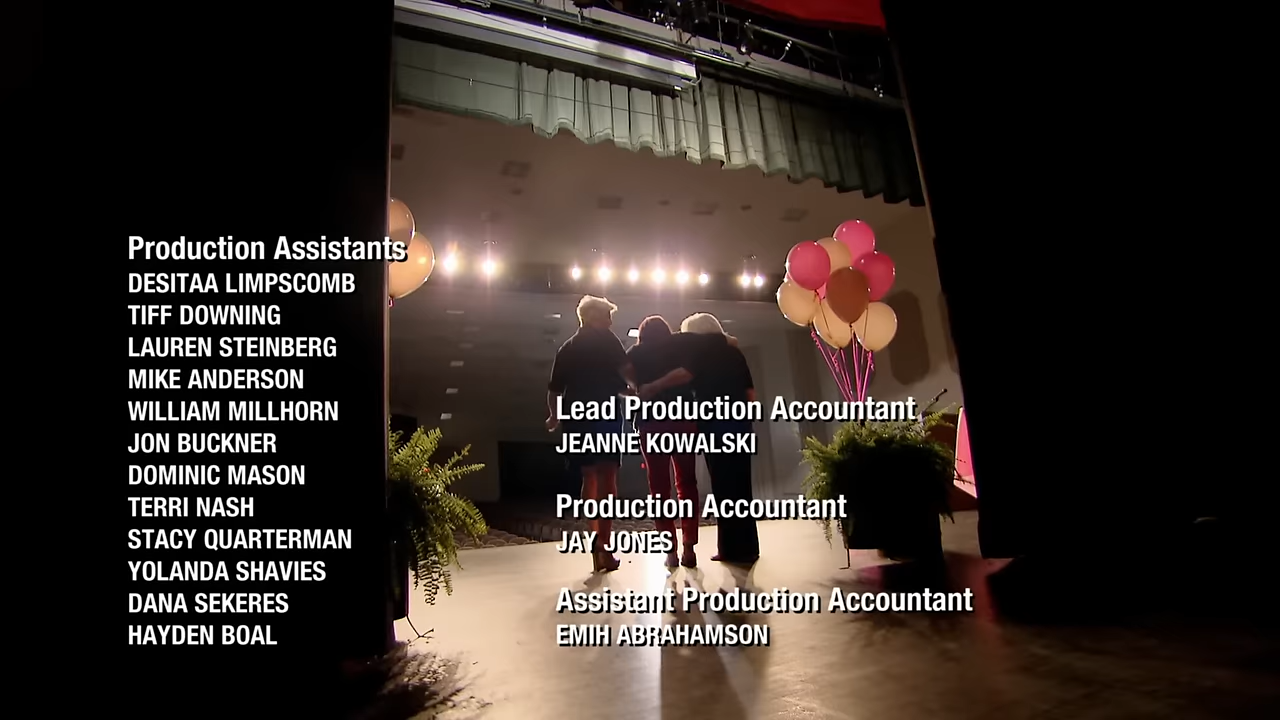 Production Assistants
DESITAA LIMPSCOMB
TIFF DOWNING
LAUREN STEINBERG
MIKE ANDERSON
WILLIAM MILLHORN
JON BUCKNER
DOMINIC MASON
TERRI NASH
STACY QUARTERMAN
YOLANDA SHAVIES
DANA SEKERES
HAYDEN BOAL
Lead Production Accountant
JEANNE KOWALSKI
Production Accountant
JAY JONES
Assistant Production Accountant
EMIH ABRAHAMSON